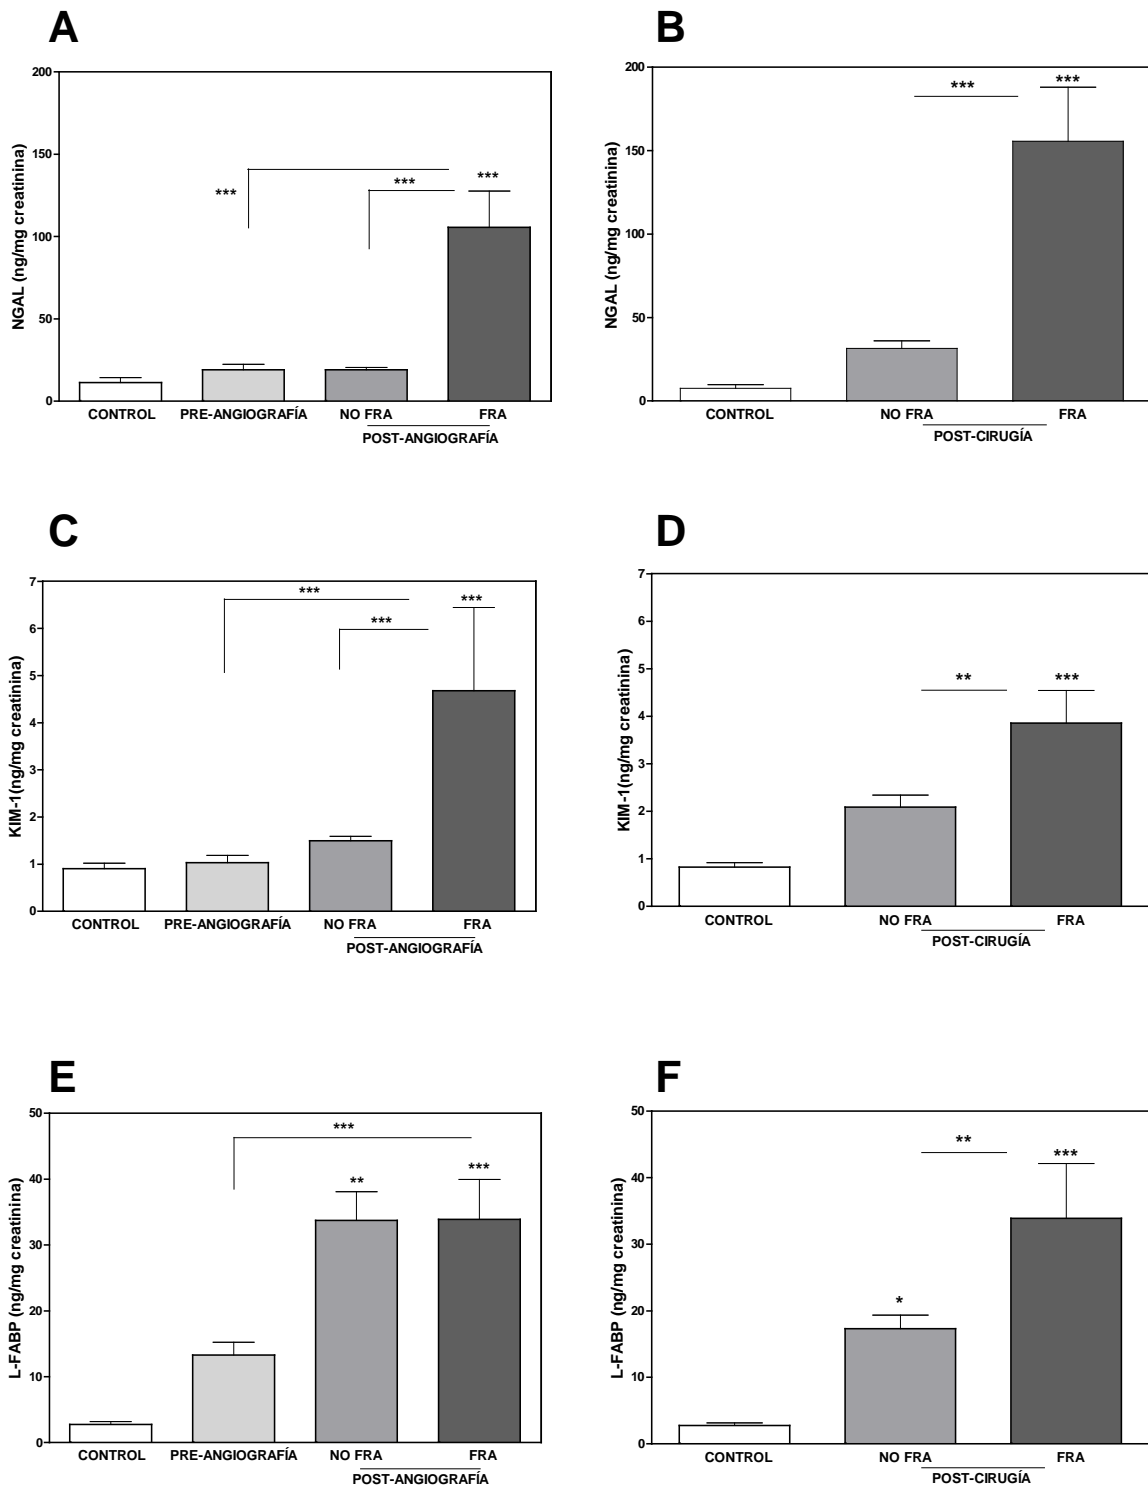 A
NGAL (ng/mg creatinina)
200
150
100
50
0
***
***
***
CONTROL
PRE-ANGIOGRAFÍA
NO FRA
FRA
POST-ANGIOGRAFÍA
B
NGAL (ng/mg creatinina)
200
150
100
50
0
***
***
CONTROL
NO FRA
FRA
POST-CIRUGÍA
C
KIM-1(ng/mg creatinina)
7
6
5
4
3
2
1
0
***
***
***
CONTROL
PRE-ANGIOGRAFÍA
NO FRA
FRA
POST-ANGIOGRAFÍA
D
KIM-1(ng/mg creatinina)
7
6
5
4
3
2
1
0
**
***
CONTROL
NO FRA
FRA
POST-CIRUGÍA
E
L-FABP (ng/mg creatinina)
50
40
30
20
10
0
***
**
***
CONTROL
PRE-ANGIOGRAFÍA
NO FRA
FRA
POST-ANGIOGRAFÍA
F
L-FABP (ng/mg creatinina)
50
40
30
20
10
0
**
***
*
CONTROL
NO FRA
FRA
POST-CIRUGÍA